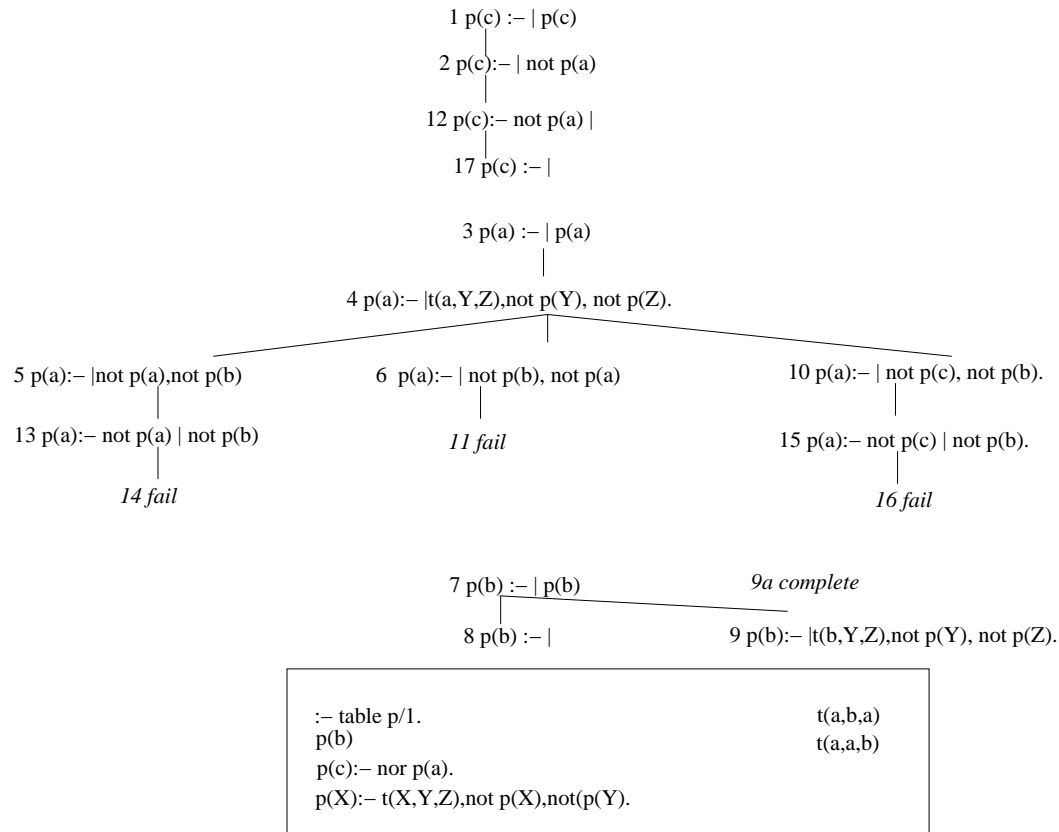 1 p(c) :– | p(c)
2 p(c):– | not p(a)
12 p(c):– not p(a) |
17 p(c) :– |
3 p(a) :– | p(a)
4 p(a):– |t(a,Y,Z),not p(Y), not p(Z).
5 p(a):– |not p(a),not p(b)
6 p(a):– | not p(b), not p(a)
10 p(a):– | not p(c), not p(b).
13 p(a):– not p(a) | not p(b)
11 fail
15 p(a):– not p(c) | not p(b).
14 fail
16 fail
7 p(b) :– | p(b)
9a complete
8 p(b) :– |
9 p(b):– |t(b,Y,Z),not p(Y), not p(Z).
:– table p/1.
t(a,b,a)
p(b)
t(a,a,b)
p(c):– nor p(a).
p(X):– t(X,Y,Z),not p(X),not(p(Y).